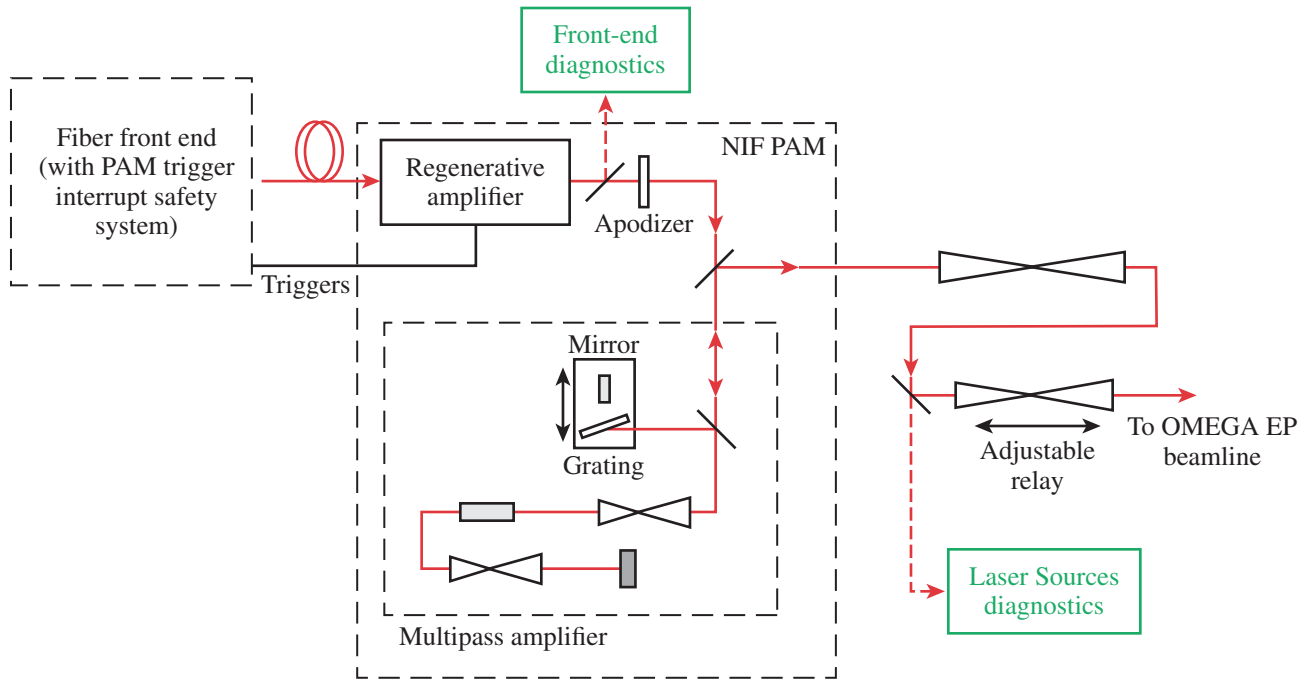 Front-end
diagnostics
Fiber front end
(with PAM trigger
interrupt safety
system)
NIF PAM
Regenerative
amplifier
Apodizer
Triggers
Mirror
Grating
To OMEGA EP
beamline
Adjustable
relay
Laser Sources
diagnostics
Multipass amplifier